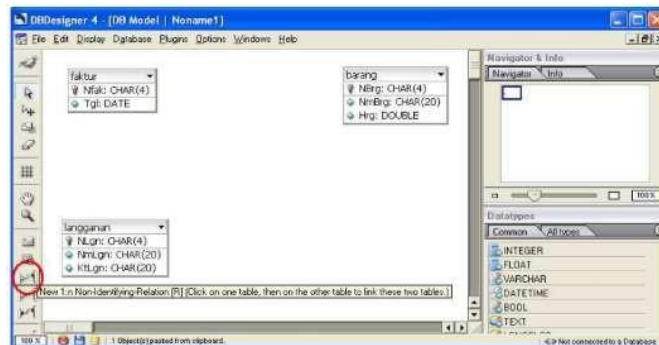 DBDesigner 4 - [DB Model | Noname1]
File Edit Display Database Plugins Options Windows Help
Navigator & Info
Navigator Info
faktur
Nfak: CHAR(4)
Tgl: DATE
barang
NBrg: CHAR(4)
NmBrg: CHAR(20)
Hrg: DOUBLE
100 %
Datatypes
Common All types
langganan
NLgn: CHAR(4)
NmLgn: CHAR(20)
KtLgn: CHAR(20)
INTEGER
FLOAT
VARCHAR
DATETIME
BOOL
TEXT
New 1:n Non-Identifying-Relation [R] (Click on one table, then on the other table to link these two tables.)
100 %
1 Object(s) pasted from clipboard.
Not connected to a Database